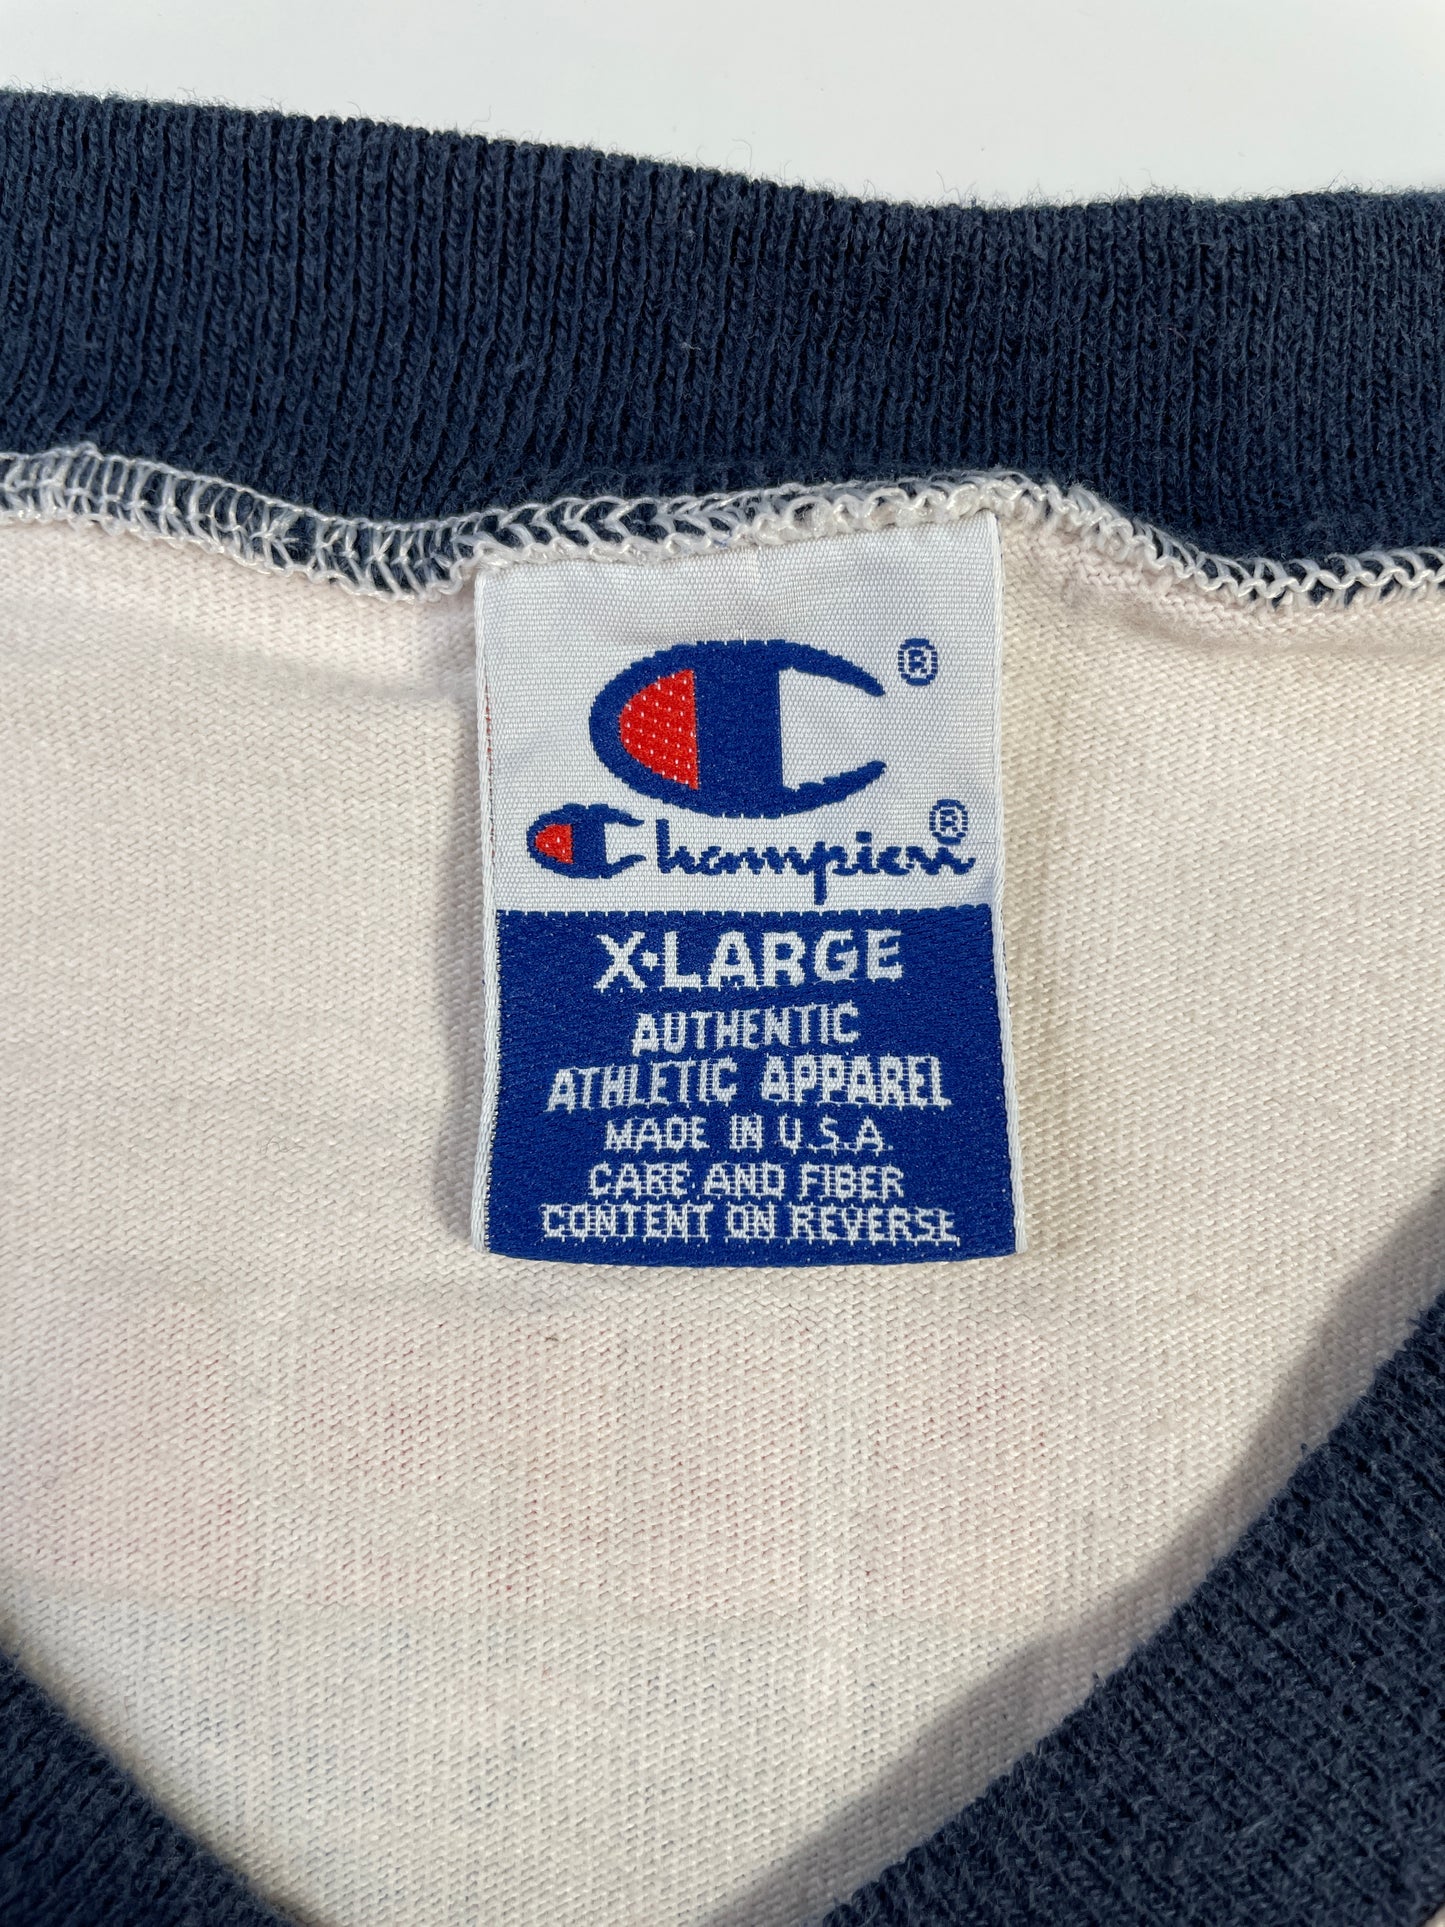 ®
Champion®
X·LARGE
AUTHENTIC
ATHLETIC APPAREL
MADE IN U.S.A.
CARE AND FIBER
CONTENT ON REVERSE